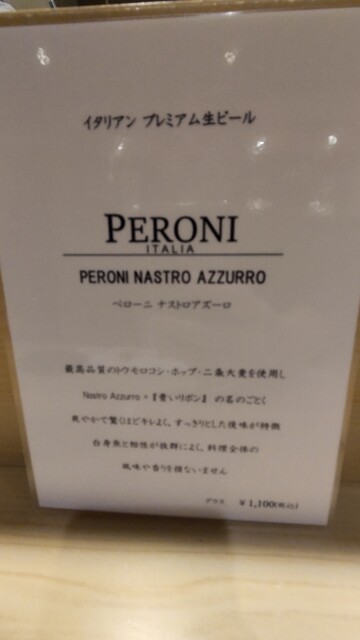 イタリアン プレミアム生ビール
PERONI
ITALIA
PERONI NASTRO AZZURRO
ペローニ ナストロアズーロ
最高品質のトウモロコシ・ホップ・二条大麦を使用し
Nastro Azzurro = 『青いリボン』 の名のごとく
爽やかで驚くほどキレよく、すっきりとした後味が特徴
白身魚と相性が抜群によく、料理全体の
風味や香りを損ないません
グラス ¥1,100(税込)